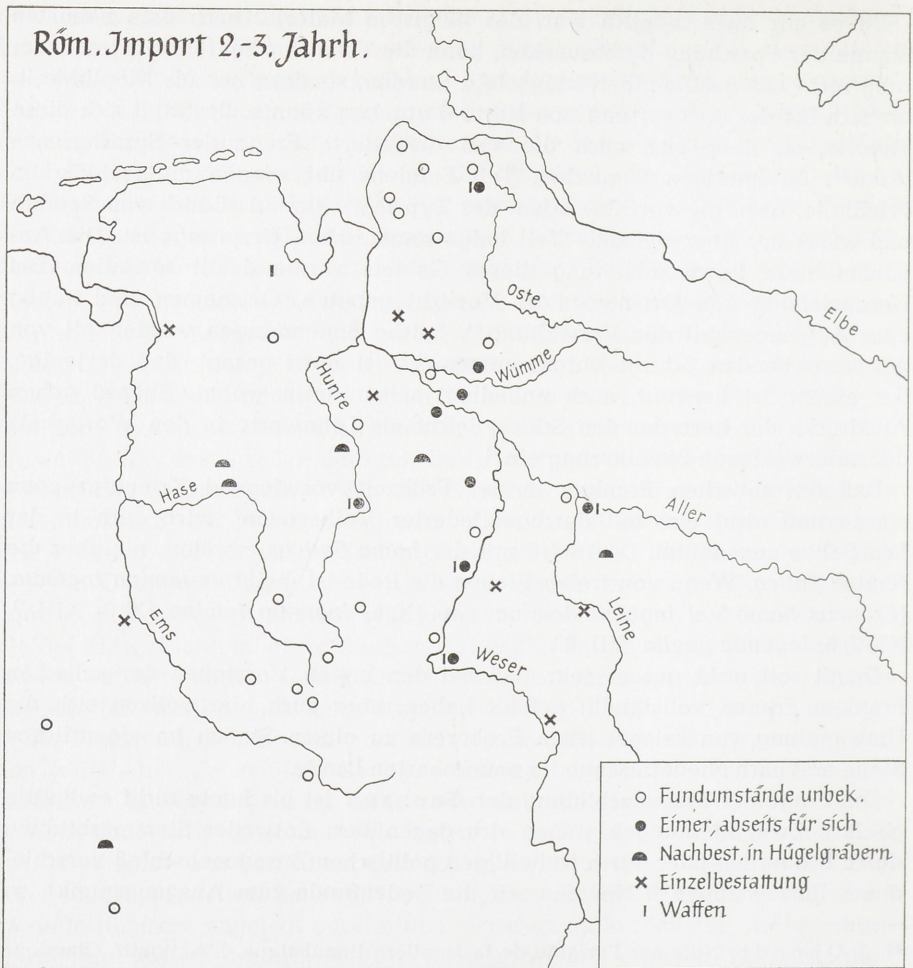 Röm. Import 2.-3. Jahrh.
Oste
Elbe
Wümme
Hunte
Hase
Aller
Ems
Leine
Weser
Fundumstände unbek.
Eimer, abseits für sich
Nachbest. in Hügelgräbern
Einzelbestattung
Waffen